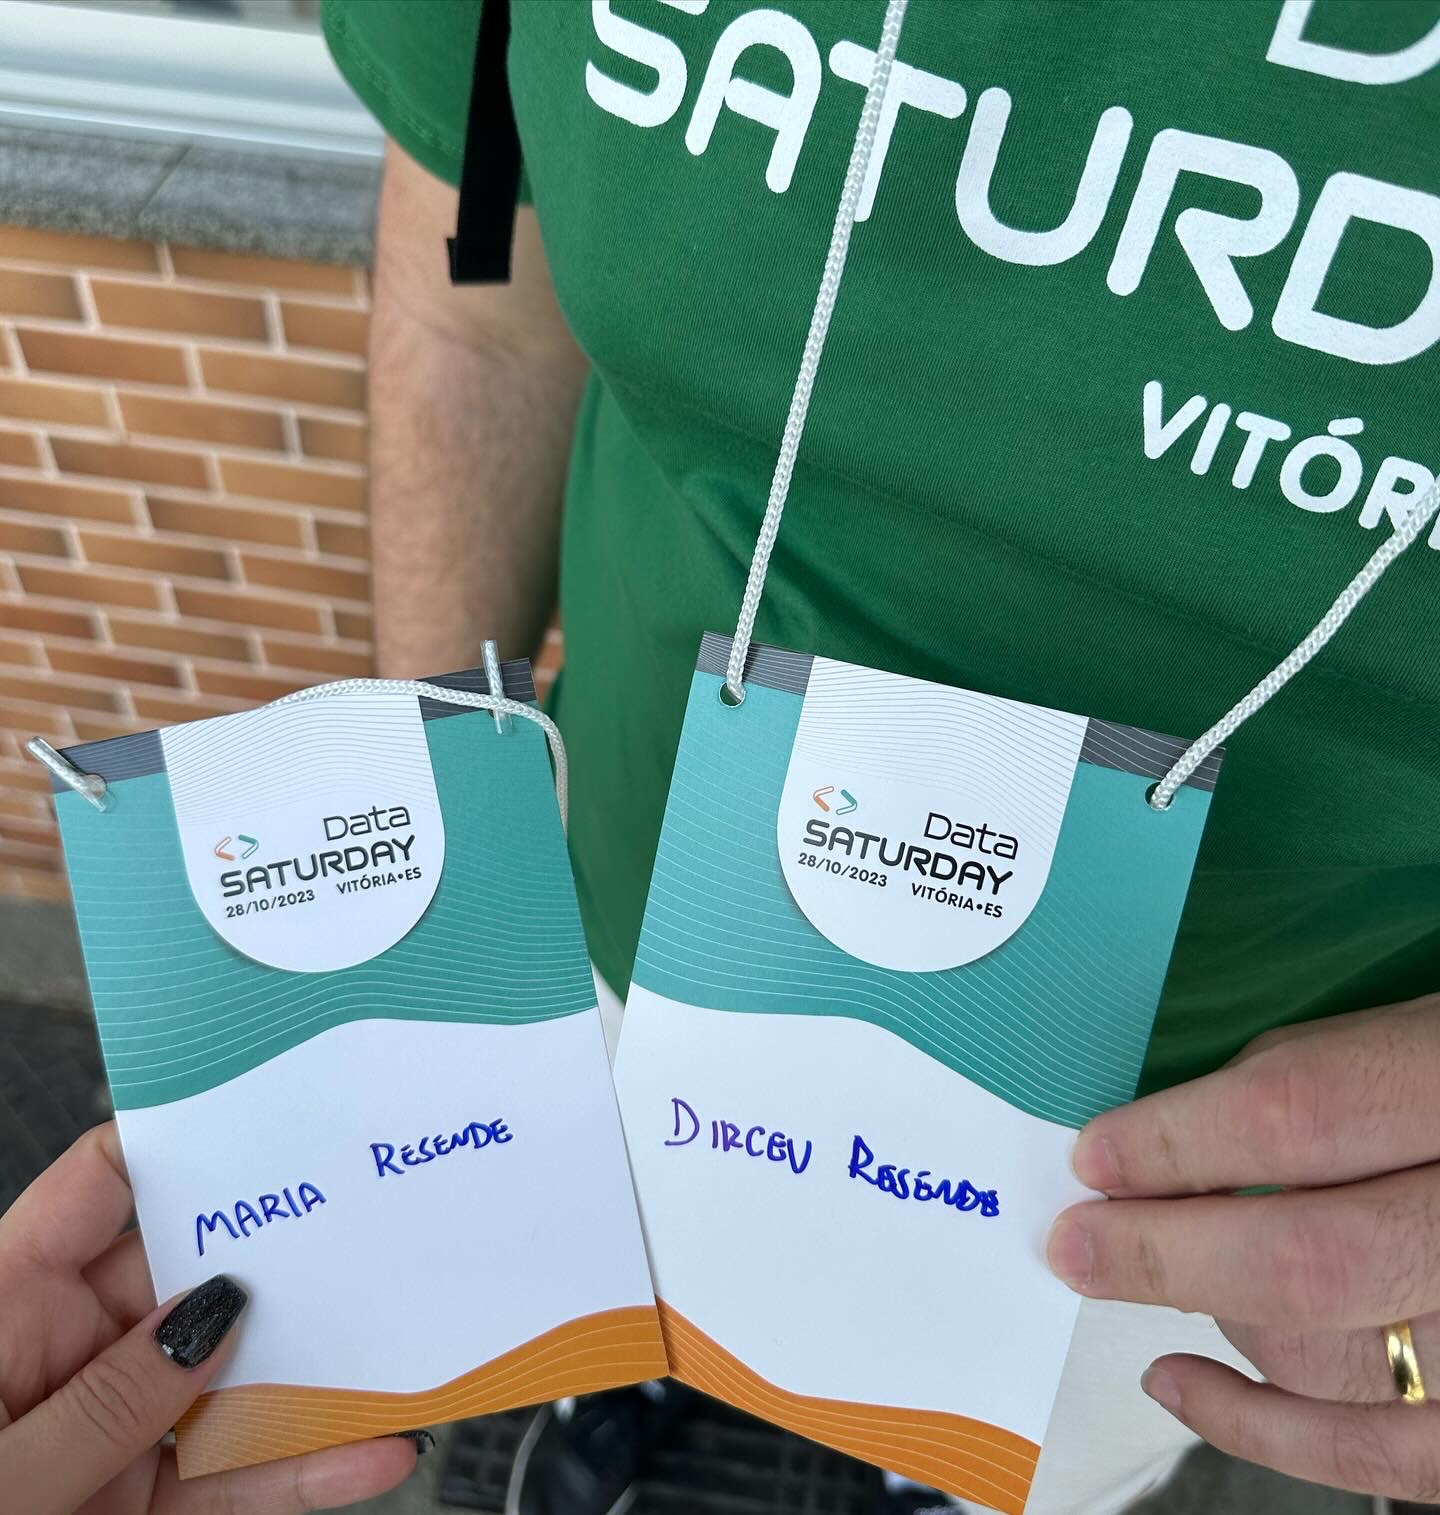 D
SATURD
VITÓR
Data
SATURDAY
28/10/2023 VITÓRIA•ES
MARIA RESENDE
Data
SATURDAY
28/10/2023 VITÓRIA•ES
DIRCEU RESENDE